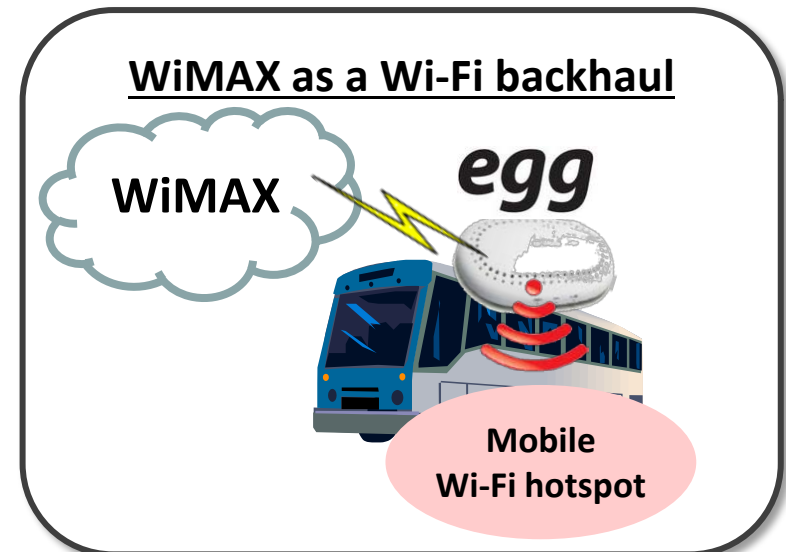 WiMAX as a Wi-Fi backhaul
WiMAX
egg
Mobile
Wi-Fi hotspot